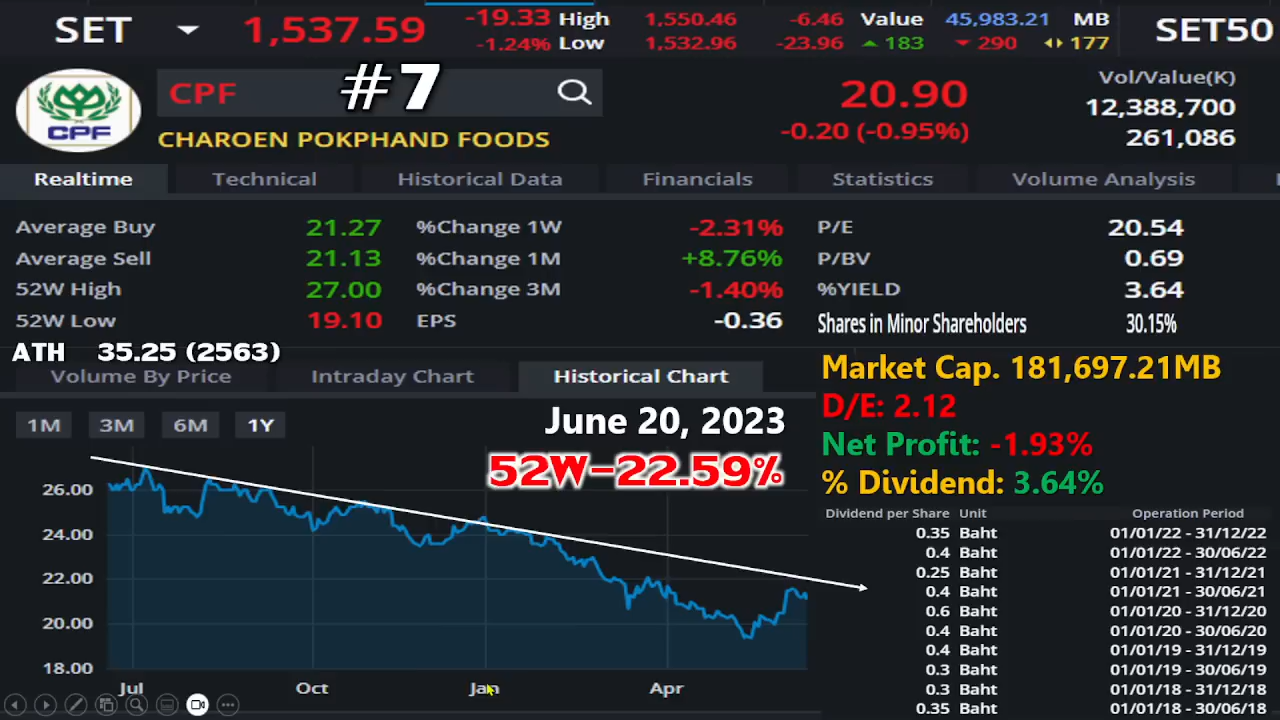 SET 1,537.59 -19.33 High 1,550.46 -6.46 Value 45,983.21 MB SET50
-1.24% Low 1,532.96 -23.96 183 290 177
CPF #7 20.90 Vol/Value(K)
12,388,700
CPF CHAROEN POKPHAND FOODS -0.20 (-0.95%) 261,086
Realtime Technical Historical Data Financials Statistics Volume Analysis
Average Buy 21.27 %Change 1W -2.31% P/E 20.54
Average Sell 21.13 %Change 1M +8.76% P/BV 0.69
52W High 27.00 %Change 3M -1.40% %YIELD 3.64
52W Low 19.10 EPS -0.36 Shares in Minor Shareholders 30.15%
ATH 35.25 (2563)
Volume By Price Intraday Chart Historical Chart
Market Cap. 181,697.21MB
D/E: 2.12
Net Profit: -1.93%
% Dividend: 3.64%
1M 3M 6M 1Y June 20, 2023
52W-22.59%
26.00
24.00
22.00
20.00
18.00
Jul Oct Jan Apr
Dividend per Share Unit Operation Period
0.35 Baht 01/01/22 - 31/12/22
0.4 Baht 01/01/22 - 30/06/22
0.25 Baht 01/01/21 - 31/12/21
0.4 Baht 01/01/21 - 30/06/21
0.6 Baht 01/01/20 - 31/12/20
0.4 Baht 01/01/20 - 30/06/20
0.4 Baht 01/01/19 - 31/12/19
0.3 Baht 01/01/19 - 30/06/19
0.3 Baht 01/01/18 - 31/12/18
0.35 Baht 01/01/18 - 30/06/18